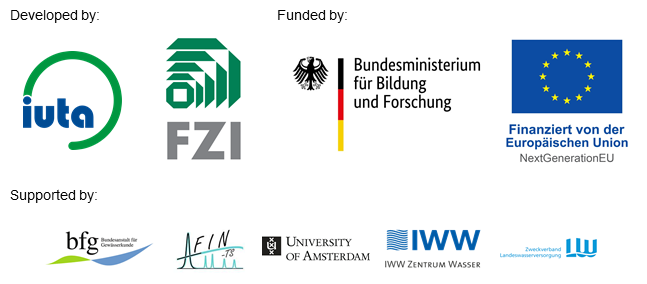 Developed by:
Funded by:
iuta
FZI
Bundesministerium
für Bildung
und Forschung
Finanziert von der
Europäischen Union
NextGenerationEU
Supported by:
bfg
Bundesanstalt für
Gewässerkunde
AFIN
-TS
UNIVERSITY
OF AMSTERDAM
IWW
IWW ZENTRUM WASSER
Zweckverband
Landeswasserversorgung
LW